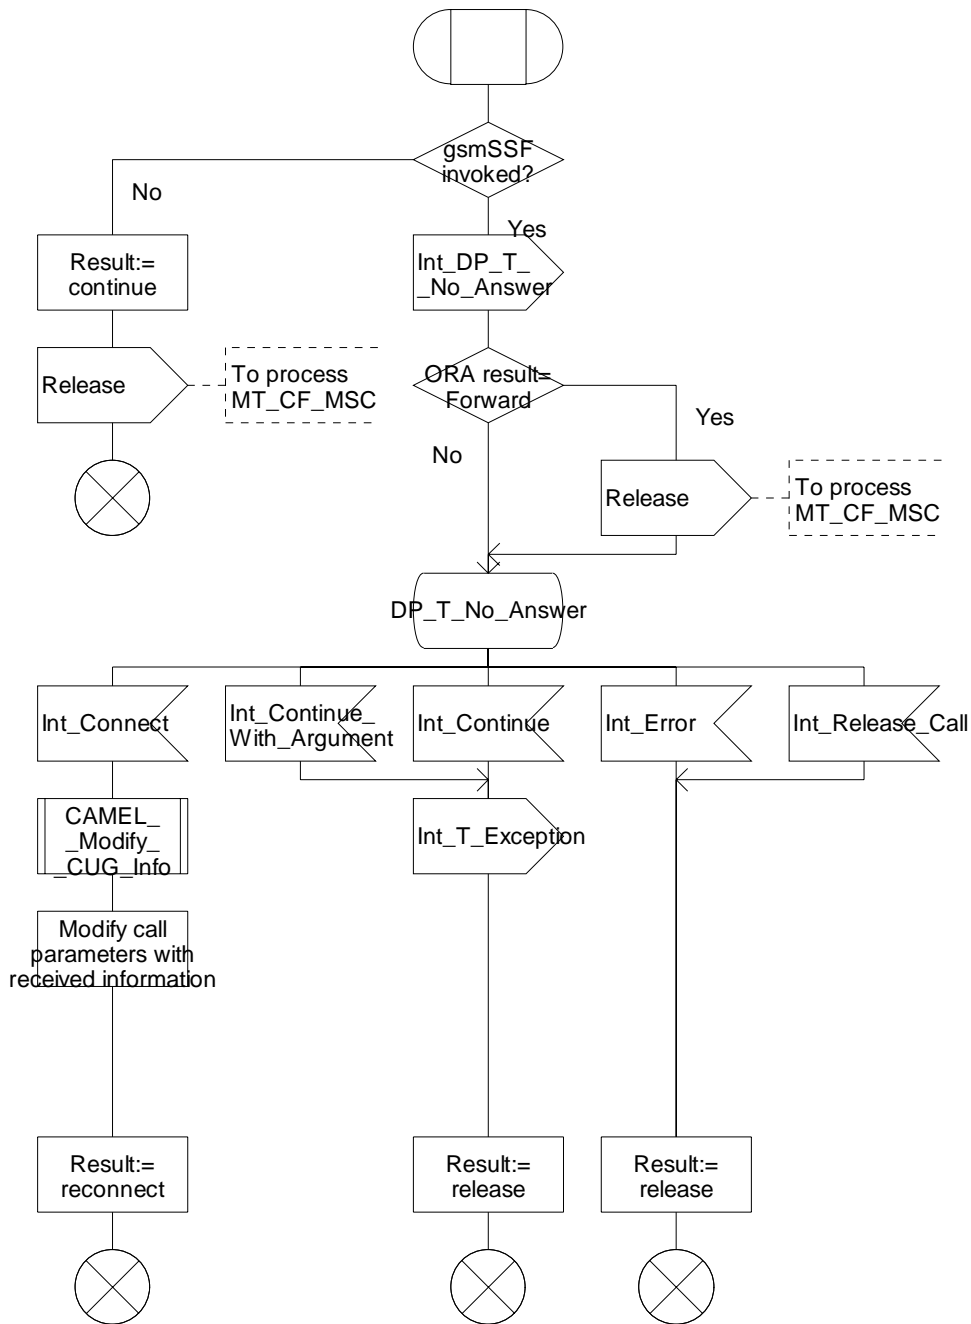 gsmSSF
invoked?
No
Yes
Result:=
continue
Int_DP_T_
_No_Answer
Release
To process
MT_CF_MSC
ORA result=
Forward
Yes
No
Release
To process
MT_CF_MSC
DP_T_No_Answer
Int_Connect
Int_Continue_
With_Argument
Int_Continue
Int_Error
Int_Release_Call
CAMEL_
_Modify_
_CUG_Info
Int_T_Exception
Modify call
parameters with
received information
Result:=
reconnect
Result:=
release
Result:=
release